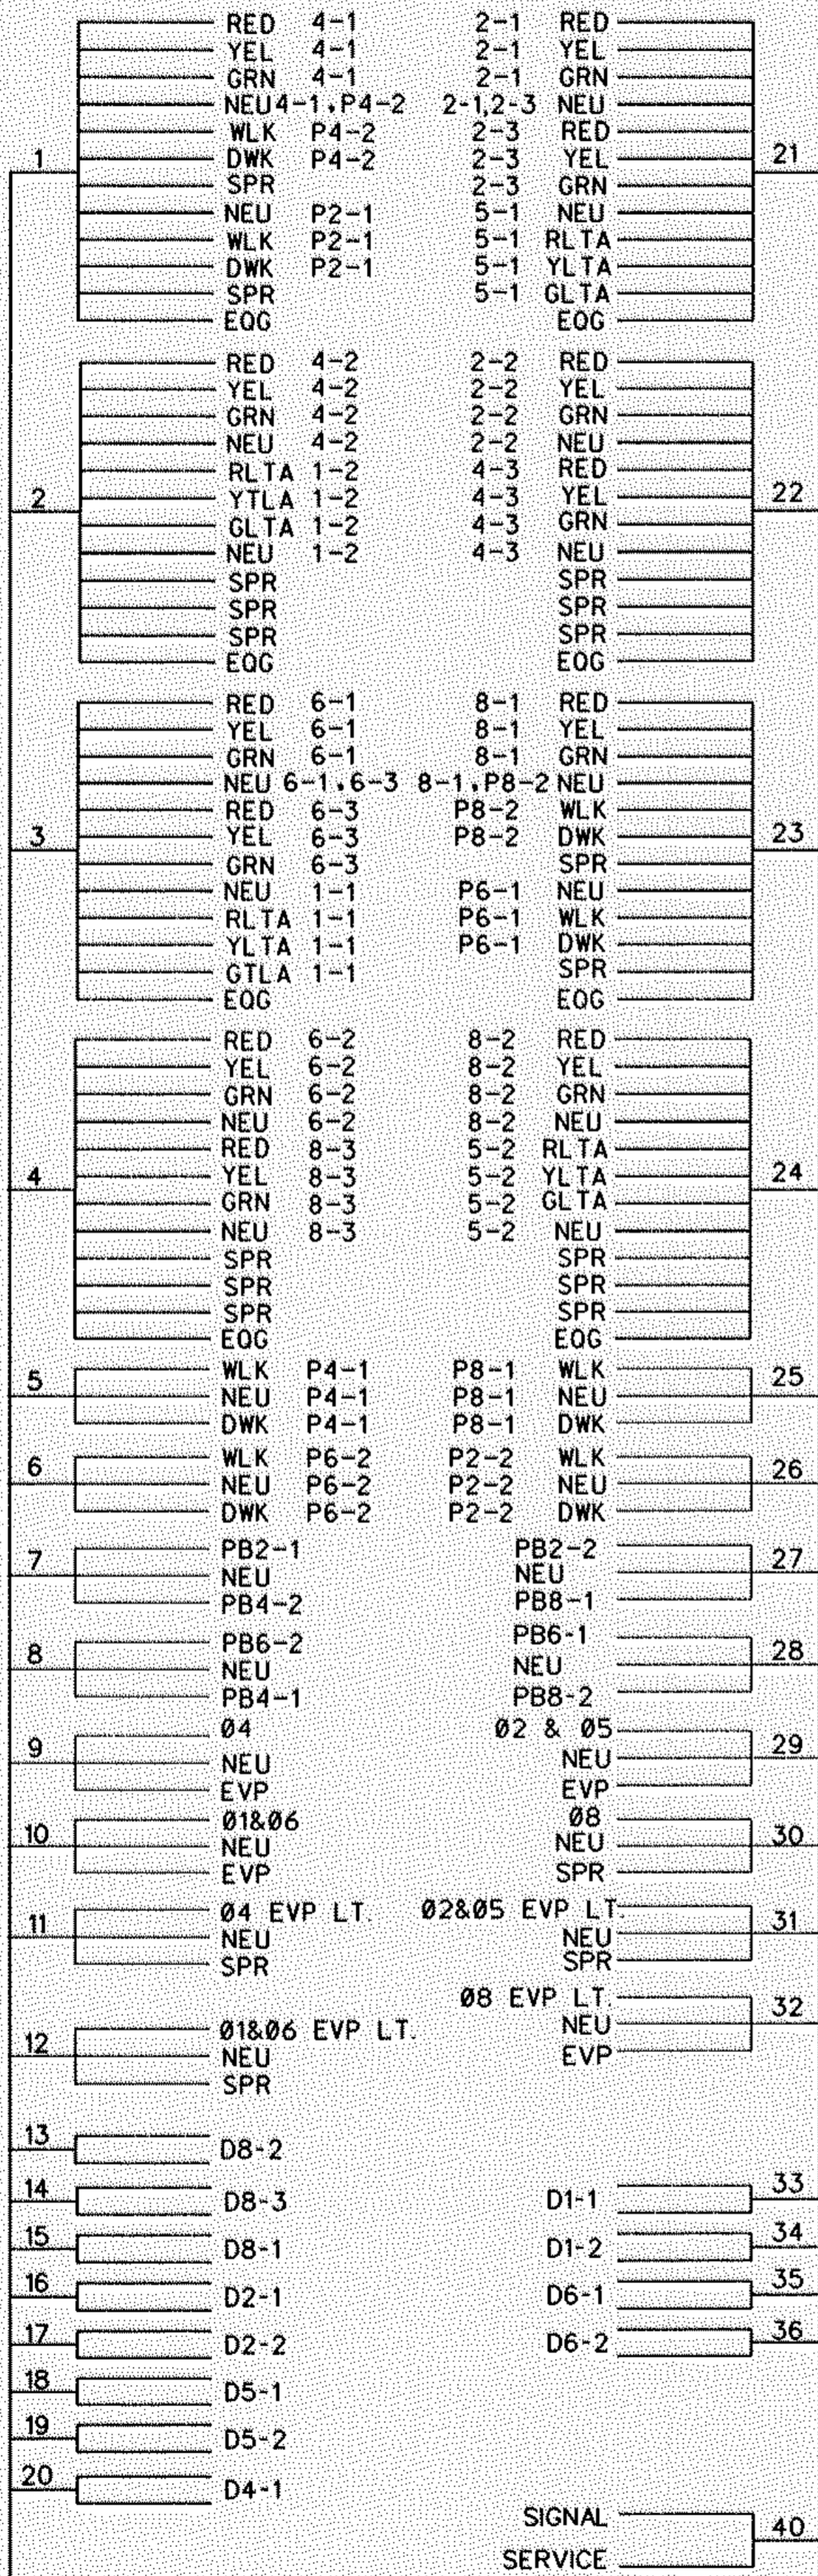 RED 4-1 2-1 RED
YEL 4-1 2-1 YEL
GRN 4-1 2-1 GRN
NEU 4-1,P4-2 2-1,2-3 NEU
WLK P4-2 2-3 RED
1 DWK P4-2 2-3 YEL 21
SPR 2-3 GRN
NEU P2-1 5-1 NEU
WLK P2-1 5-1 RLTA
DWK P2-1 5-1 YLTA
SPR 5-1 GLTA
EQG EQG
RED 4-2 2-2 RED
YEL 4-2 2-2 YEL
GRN 4-2 2-2 GRN
NEU 4-2 2-2 NEU
RLTA 1-2 4-3 RED
2 YTLA 1-2 4-3 YEL 22
GLTA 1-2 4-3 GRN
NEU 1-2 4-3 NEU
SPR SPR
SPR SPR
SPR SPR
EQG EQG
RED 6-1 8-1 RED
YEL 6-1 8-1 YEL
GRN 6-1 8-1 GRN
NEU 6-1,6-3 8-1,P8-2 NEU
RED 6-3 P8-2 WLK
3 YEL 6-3 P8-2 DWK 23
GRN 6-3 SPR
NEU 1-1 P6-1 NEU
RLTA 1-1 P6-1 WLK
YLTA 1-1 P6-1 DWK
GTLA 1-1 SPR
EQG EQG
RED 6-2 8-2 RED
YEL 6-2 8-2 YEL
GRN 6-2 8-2 GRN
NEU 6-2 8-2 NEU
RED 8-3 5-2 RLTA
4 YEL 8-3 5-2 YLTA 24
GRN 8-3 5-2 GLTA
NEU 8-3 5-2 NEU
SPR SPR
SPR SPR
SPR SPR
EQG EQG
5 WLK P4-1 P8-1 WLK 25
NEU P4-1 P8-1 NEU
DWK P4-1 P8-1 DWK
6 WLK P6-2 P2-2 WLK 26
NEU P6-2 P2-2 NEU
DWK P6-2 P2-2 DWK
7 PB2-1 PB2-2 27
NEU NEU
PB4-2 PB8-1
8 PB6-2 PB6-1 28
NEU NEU
PB4-1 PB8-2
9 Ø4 Ø2 & Ø5 29
NEU NEU
EVP EVP
10 Ø1&Ø6 Ø8 30
NEU NEU
EVP SPR
11 Ø4 EVP LT. Ø2&Ø5 EVP LT. 31
NEU NEU
SPR SPR
Ø8 EVP LT. 32
12 Ø1&Ø6 EVP LT. NEU
NEU EVP
SPR
13 D8-2
14 D8-3 D1-1 33
15 D8-1 D1-2 34
16 D2-1 D6-1 35
17 D2-2 D6-2 36
18 D5-1
19 D5-2
20 D4-1
SIGNAL 40
SERVICE